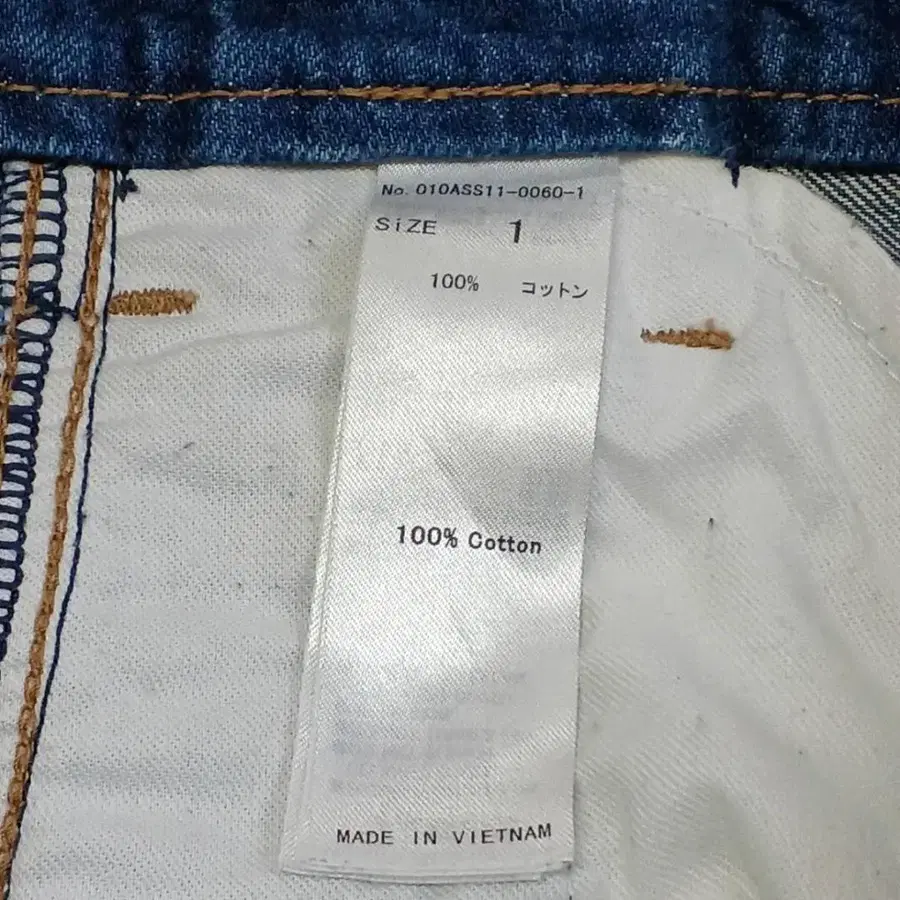 No. 010ASS11-0060-1
SiZE 1
100% コットン
100% Cotton
MADE IN VIETNAM